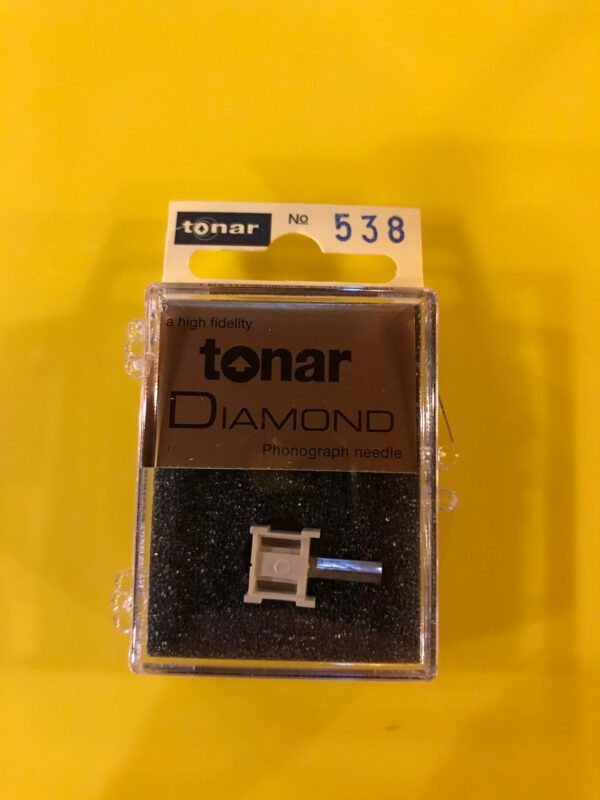 tonar No 538
a high fidelity
tonar
DIAMOND
Phonograph needle